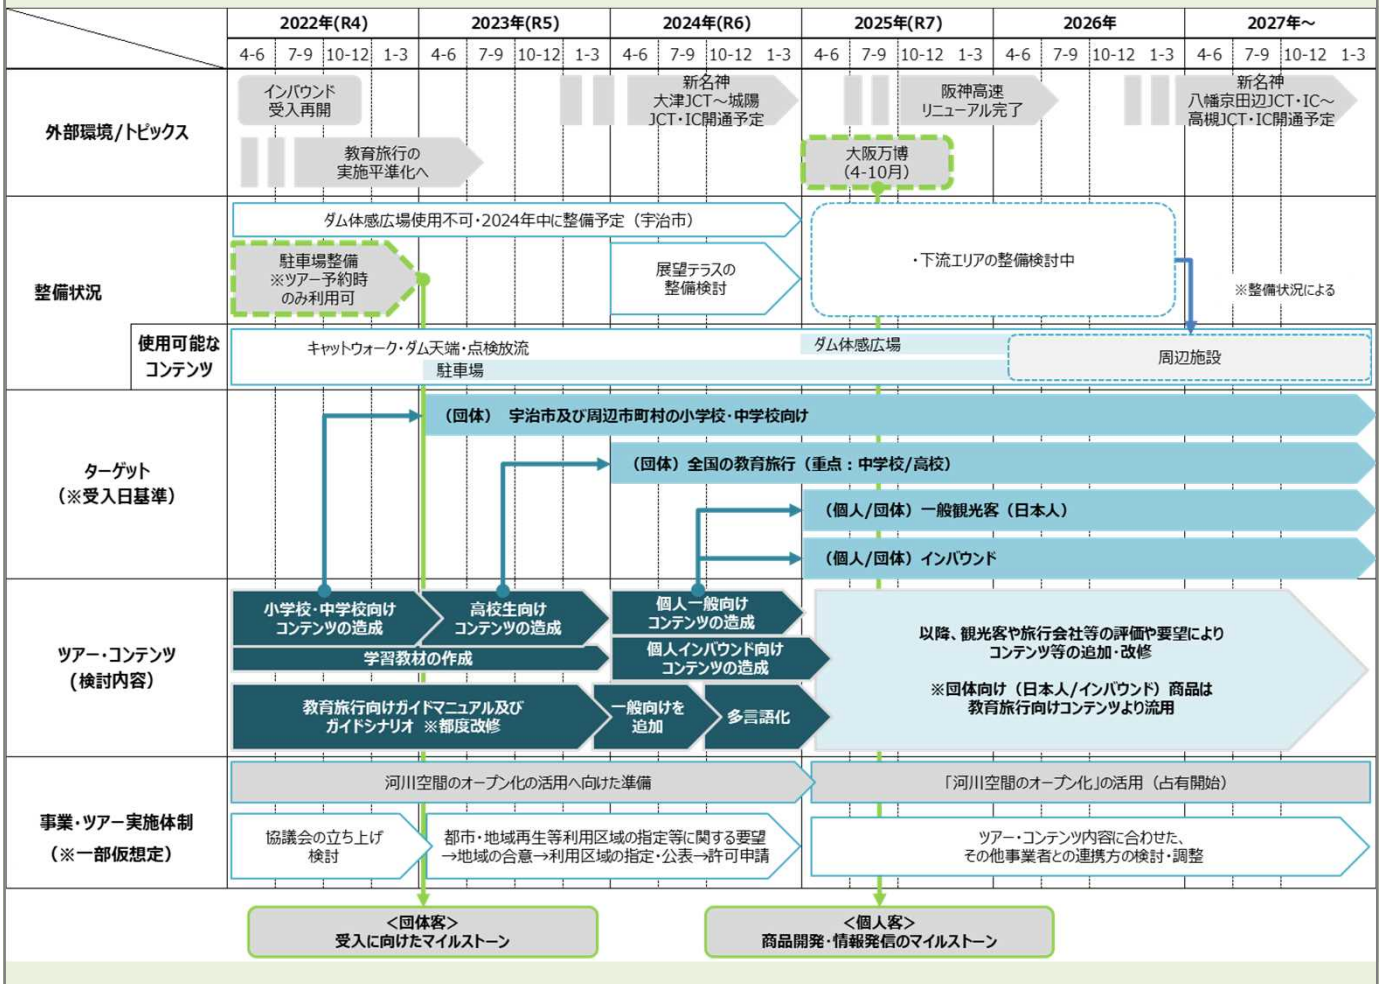 2022年(R4)
2023年(R5)
2024年(R6)
2025年(R7)
2026年
2027年～
4-6 7-9 10-12 1-3
4-6 7-9 10-12 1-3
4-6 7-9 10-12 1-3
4-6 7-9 10-12 1-3
4-6 7-9 10-12 1-3
4-6 7-9 10-12 1-3
外部環境/トピックス
インバウンド
受入再開
新名神
大津JCT～城陽
JCT・IC開通予定
阪神高速
リニューアル完了
新名神
八幡京田辺JCT・IC～
高槻JCT・IC開通予定
教育旅行の
実施平準化へ
大阪万博
（4-10月）
整備状況
ダム体感広場使用不可・2024年中に整備予定（宇治市）
駐車場整備
※ツアー予約時
のみ利用可
展望テラスの
整備検討
・下流エリアの整備検討中
※整備状況による
使用可能な
コンテンツ
キャットウォーク・ダム天端・点検放流
駐車場
ダム体感広場
周辺施設
ターゲット
（※受入日基準）
（団体）　宇治市及び周辺市町村の小学校・中学校向け
（団体）全国の教育旅行（重点：中学校/高校）
（個人/団体）一般観光客（日本人）
（個人/団体）インバウンド
ツアー・コンテンツ
（検討内容）
小学校・中学校向け
コンテンツの造成
高校生向け
コンテンツの造成
個人一般向け
コンテンツの造成
学習教材の作成
個人インバウンド向け
コンテンツの造成
教育旅行向けガイドマニュアル及び
ガイドシナリオ　※都度改修
一般向けを
追加
多言語化
以降、観光客や旅行会社等の評価や要望により
コンテンツ等の追加・改修
※団体向け（日本人/インバウンド）商品は
教育旅行向けコンテンツより流用
事業・ツアー実施体制
（※一部仮想定）
河川空間のオープン化の活用へ向けた準備
「河川空間のオープン化」の活用（占有開始）
協議会の立ち上げ
検討
都市・地域再生等利用区域の指定等に関する要望
→地域の合意→利用区域の指定・公表→許可申請
ツアー・コンテンツ内容に合わせた、
その他事業者との連携方の検討・調整
＜団体客＞
受入に向けたマイルストーン
＜個人客＞
商品開発・情報発信のマイルストーン